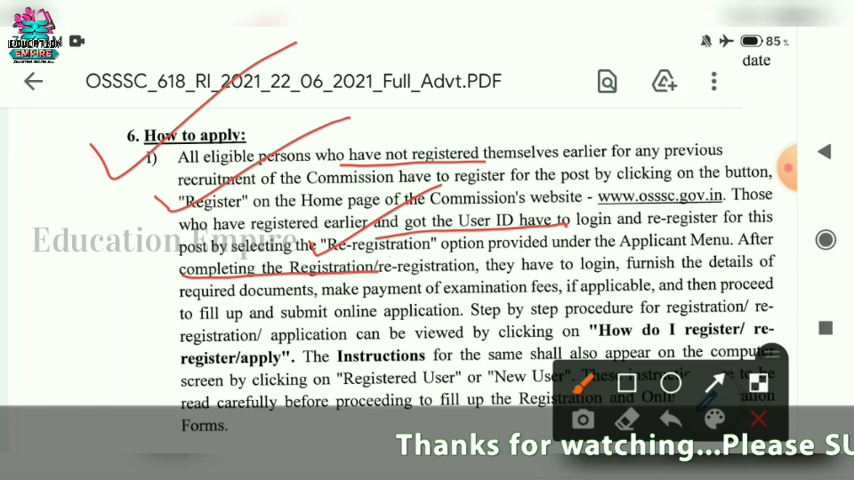 EDUCATION
EMPIRE
85%
OSSSC_618_RI_2021_22_06_2021_Full_Advt.PDF
date
6. How to apply:
i) All eligible persons who have not registered themselves earlier for any previous
recruitment of the Commission have to register for the post by clicking on the button,
"Register" on the Home page of the Commission's website - www.osssc.gov.in. Those
who have registered earlier and got the User ID have to login and re-register for this
post by selecting the "Re-registration" option provided under the Applicant Menu. After
Education Empire
completing the Registration/re-registration, they have to login, furnish the details of
required documents, make payment of examination fees, if applicable, and then proceed
to fill up and submit online application. Step by step procedure for registration/ re-
registration/ application can be viewed by clicking on "How do I register/ re-
register/apply". The Instructions for the same shall also appear on the computer
screen by clicking on "Registered User" or "New User". These to be
read carefully before proceeding to fill up the Registration and
Forms.
Thanks for watching...Please SU